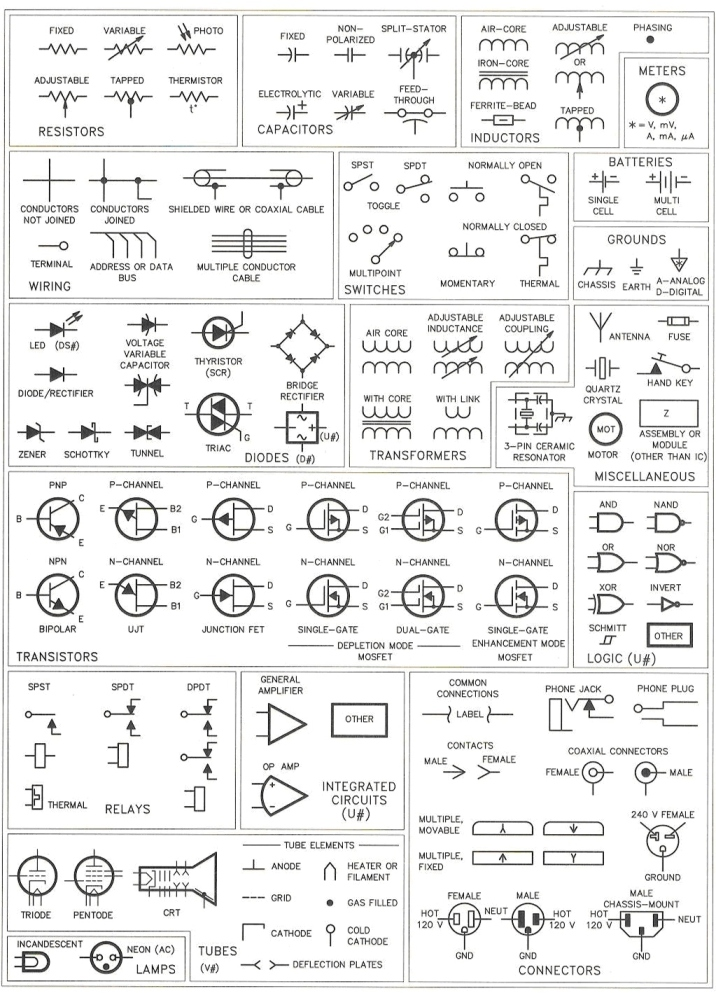 FIXED VARIABLE PHOTO
ADJUSTABLE TAPPED THERMISTOR
t°
RESISTORS
FIXED NON-POLARIZED SPLIT-STATOR
ELECTROLYTIC VARIABLE FEED-THROUGH
+
CAPACITORS
AIR-CORE ADJUSTABLE
IRON-CORE OR
FERRITE-BEAD TAPPED
INDUCTORS
PHASING
METERS
*
* = V, mV,
A, mA, µA
CONDUCTORS NOT JOINED
CONDUCTORS JOINED
SHIELDED WIRE OR COAXIAL CABLE
TERMINAL
ADDRESS OR DATA BUS
MULTIPLE CONDUCTOR CABLE
WIRING
SPST SPDT NORMALLY OPEN
TOGGLE
NORMALLY CLOSED
MULTIPOINT MOMENTARY THERMAL
SWITCHES
BATTERIES
+ +
SINGLE CELL
MULTI CELL
GROUNDS
CHASSIS EARTH A-ANALOG
D-DIGITAL
LED (DS#)
VOLTAGE VARIABLE CAPACITOR
THYRISTOR (SCR)
BRIDGE RECTIFIER
DIODE/RECTIFIER
T T
G
+
(U#)
ZENER SCHOTTKY TUNNEL TRIAC
DIODES (D#)
AIR CORE ADJUSTABLE INDUCTANCE ADJUSTABLE COUPLING
WITH CORE WITH LINK
TRANSFORMERS
3-PIN CERAMIC RESONATOR
ANTENNA FUSE
QUARTZ CRYSTAL HAND KEY
MOT Z
MOTOR
ASSEMBLY OR MODULE
(OTHER THAN IC)
MISCELLANEOUS
PNP P-CHANNEL P-CHANNEL P-CHANNEL P-CHANNEL P-CHANNEL
B C E E B2 B1 G D S G D S G2 G1 D S G D S
NPN N-CHANNEL N-CHANNEL N-CHANNEL N-CHANNEL N-CHANNEL
B C E E B2 B1 G D S G D S G2 G1 D S G D S
BIPOLAR UJT JUNCTION FET SINGLE-GATE DUAL-GATE SINGLE-GATE
DEPLETION MODE MOSFET
ENHANCEMENT MODE MOSFET
TRANSISTORS
AND NAND
OR NOR
XOR INVERT
SCHMITT OTHER
LOGIC (U#)
SPST SPDT DPDT
THERMAL
RELAYS
GENERAL AMPLIFIER
OTHER
OP AMP
+
−
INTEGRATED CIRCUITS (U#)
COMMON CONNECTIONS
LABEL
PHONE JACK PHONE PLUG
CONTACTS
MALE FEMALE
COAXIAL CONNECTORS
FEMALE MALE
MULTIPLE, MOVABLE
MULTIPLE, FIXED
240 V FEMALE
GROUND
FEMALE MALE MALE CHASSIS-MOUNT
HOT 120 V NEUT HOT 120 V HOT 120 V NEUT
GND GND GND
CONNECTORS
TRIODE PENTODE CRT
TUBE ELEMENTS
ANODE HEATER OR FILAMENT
GRID GAS FILLED
CATHODE COLD CATHODE
DEFLECTION PLATES
TUBES (V#)
INCANDESCENT NEON (AC)
LAMPS